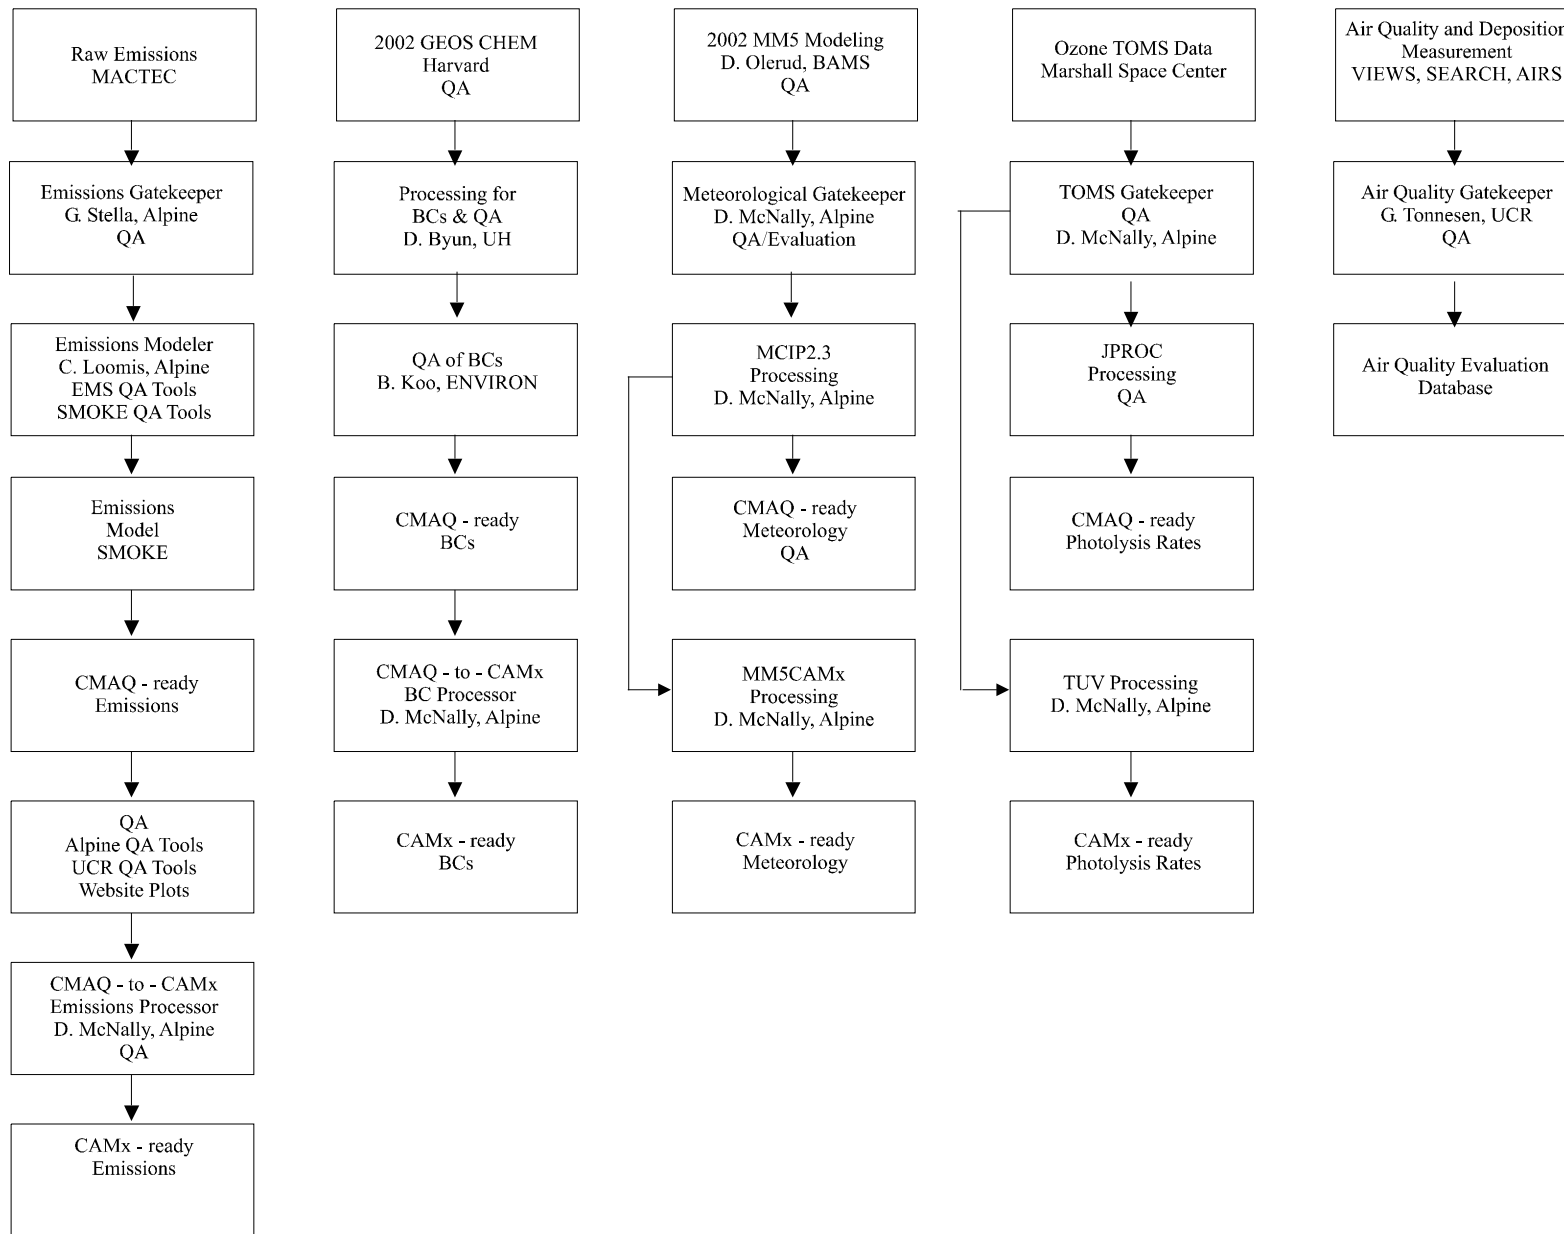 Raw Emissions
MACTEC
Emissions Gatekeeper
G. Stella, Alpine
QA
Emissions Modeler
C. Loomis, Alpine
EMS QA Tools
SMOKE QA Tools
Emissions
Model
SMOKE
CMAQ - ready
Emissions
QA
Alpine QA Tools
UCR QA Tools
Website Plots
CMAQ - to - CAMx
Emissions Processor
D. McNally, Alpine
QA
CAMx - ready
Emissions
2002 GEOS CHEM
Harvard
QA
Processing for
BCs & QA
D. Byun, UH
QA of BCs
B. Koo, ENVIRON
CMAQ - ready
BCs
CMAQ - to - CAMx
BC Processor
D. McNally, Alpine
CAMx - ready
BCs
2002 MM5 Modeling
D. Olerud, BAMS
QA
Meteorological Gatekeeper
D. McNally, Alpine
QA/Evaluation
MCIP2.3
Processing
D. McNally, Alpine
CMAQ - ready
Meteorology
QA
MM5CAMx
Processing
D. McNally, Alpine
CAMx - ready
Meteorology
Ozone TOMS Data
Marshall Space Center
TOMS Gatekeeper
QA
D. McNally, Alpine
JPROC
Processing
QA
CMAQ - ready
Photolysis Rates
TUV Processing
D. McNally, Alpine
CAMx - ready
Photolysis Rates
Air Quality and Deposition
Measurement
VIEWS, SEARCH, AIRS
Air Quality Gatekeeper
G. Tonnesen, UCR
QA
Air Quality Evaluation
Database